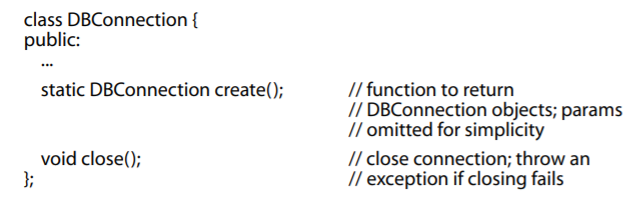 class DBConnection {
public:
...
static DBConnection create(); // function to return
// DBConnection objects; params
// omitted for simplicity
void close(); // close connection; throw an
}; // exception if closing fails